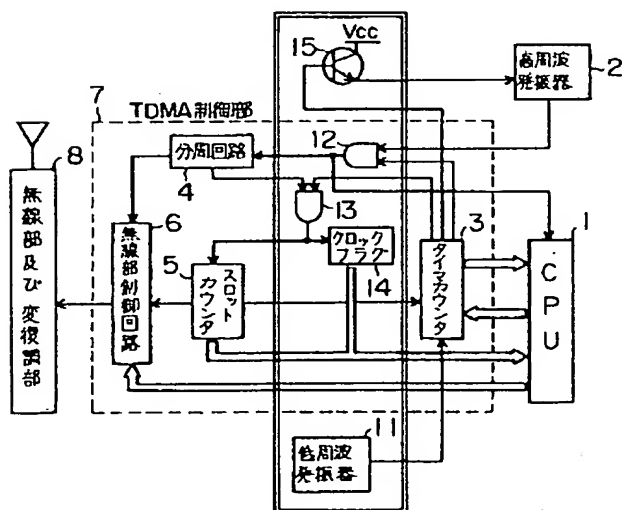 15
Vcc
高周波
発振器
2
7
TDMA制御部
12
8
分周回路
4
13
3
1
6
無線部及び変復調部
無線部制御回路
5
スロット
カウンタ
クロック
フラグ
14
タイマカウンタ
CPU
11
低周波
発振器